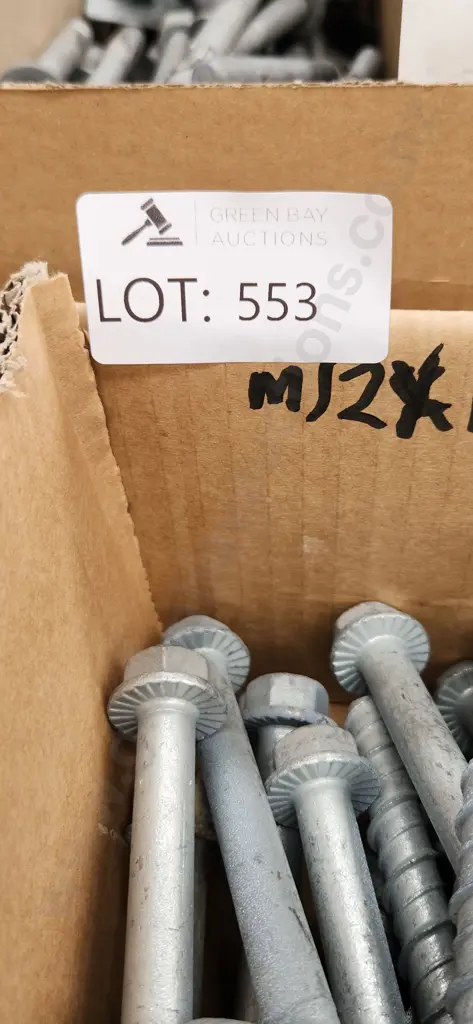 GREEN BAY
AUCTIONS
LOT: 553
M12X